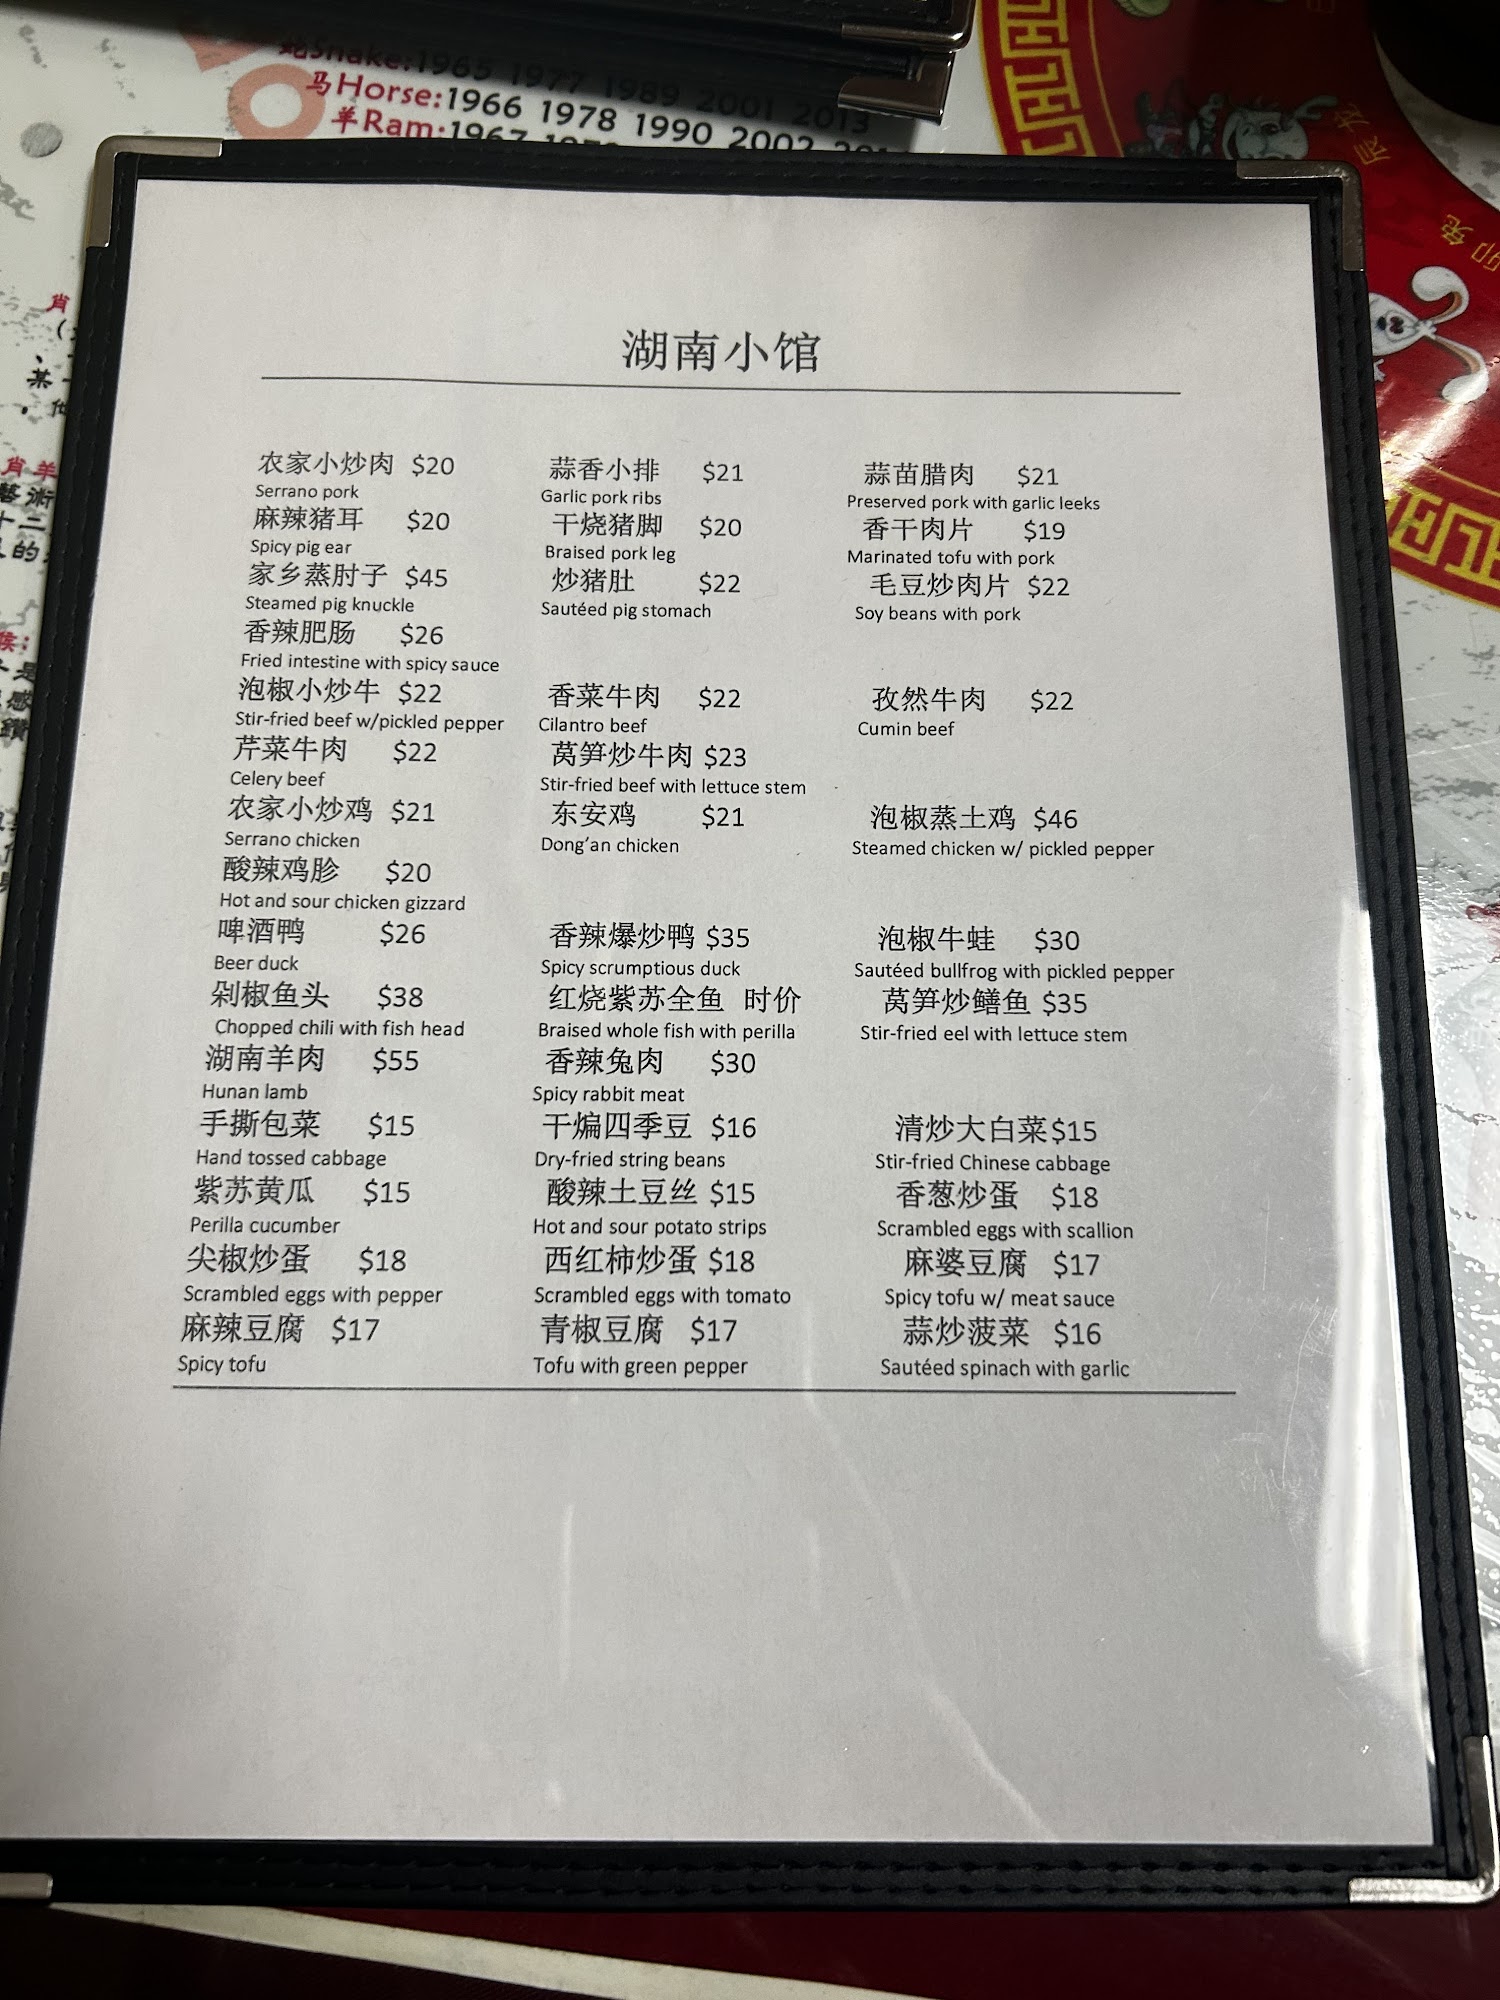 Snake:1965 1977 1989 2001 2013
马Horse:1966 1978 1990 2002
羊Ram:1967
湖南小馆
农家小炒肉 $20 蒜香小排 $21 蒜苗腊肉 $21
Serrano pork Garlic pork ribs Preserved pork with garlic leeks
麻辣猪耳 $20 干烧猪脚 $20 香干肉片 $19
Spicy pig ear Braised pork leg Marinated tofu with pork
家乡蒸肘子 $45 炒猪肚 $22 毛豆炒肉片 $22
Steamed pig knuckle Sautéed pig stomach Soy beans with pork
香辣肥肠 $26
Fried intestine with spicy sauce
泡椒小炒牛 $22 香菜牛肉 $22 孜然牛肉 $22
Stir-fried beef w/pickled pepper Cilantro beef Cumin beef
芹菜牛肉 $22 莴笋炒牛肉 $23
Celery beef Stir-fried beef with lettuce stem
农家小炒鸡 $21 东安鸡 $21 泡椒蒸土鸡 $46
Serrano chicken Dong’an chicken Steamed chicken w/ pickled pepper
酸辣鸡胗 $20
Hot and sour chicken gizzard
啤酒鸭 $26 香辣爆炒鸭 $35 泡椒牛蛙 $30
Beer duck Spicy scrumptious duck Sautéed bullfrog with pickled pepper
剁椒鱼头 $38 红烧紫苏全鱼 时价 莴笋炒鳝鱼 $35
Chopped chili with fish head Braised whole fish with perilla Stir-fried eel with lettuce stem
湖南羊肉 $55 香辣兔肉 $30
Hunan lamb Spicy rabbit meat
手撕包菜 $15 干煸四季豆 $16 清炒大白菜 $15
Hand tossed cabbage Dry-fried string beans Stir-fried Chinese cabbage
紫苏黄瓜 $15 酸辣土豆丝 $15 香葱炒蛋 $18
Perilla cucumber Hot and sour potato strips Scrambled eggs with scallion
尖椒炒蛋 $18 西红柿炒蛋 $18 麻婆豆腐 $17
Scrambled eggs with pepper Scrambled eggs with tomato Spicy tofu w/ meat sauce
麻辣豆腐 $17 青椒豆腐 $17 蒜炒菠菜 $16
Spicy tofu Tofu with green pepper Sautéed spinach with garlic